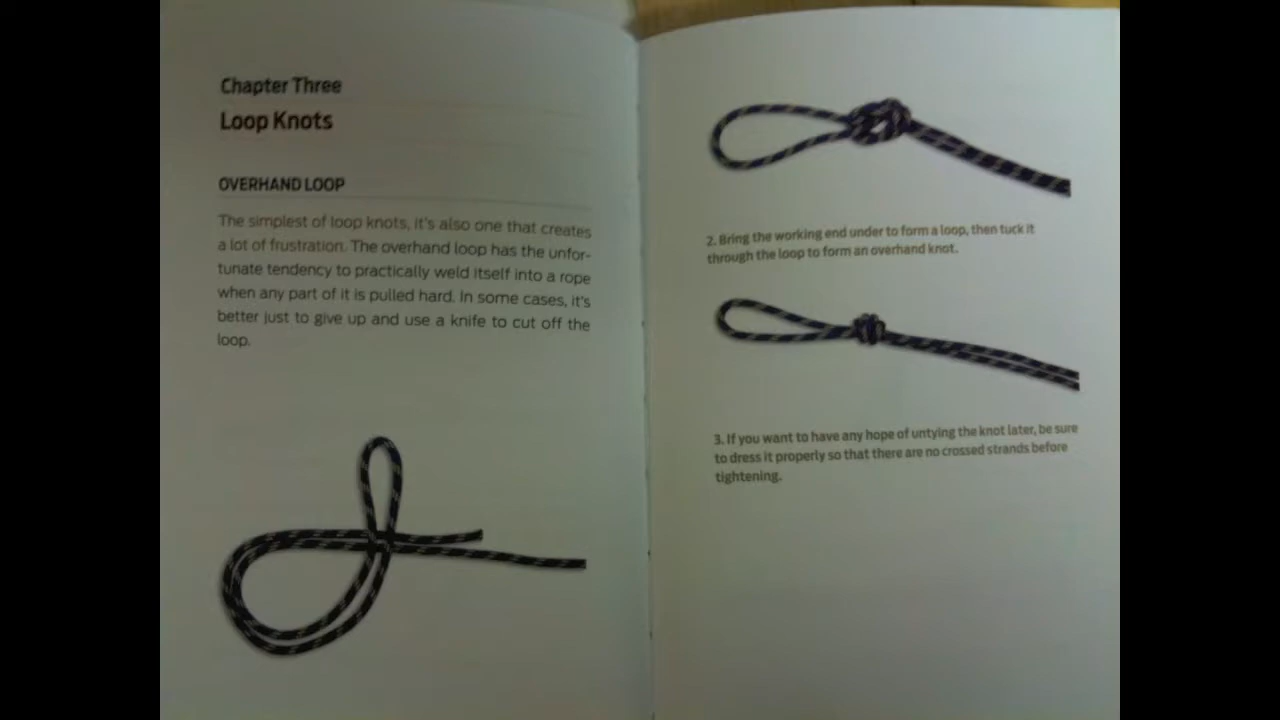 Chapter Three
Loop Knots
OVERHAND LOOP
The simplest of loop knots, it's also one that creates
a lot of frustration. The overhand loop has the unfor-
tunate tendency to practically weld itself into a rope
when any part of it is pulled hard. In some cases, it's
better just to give up and use a knife to cut off the
loop.
2. Bring the working end under to form a loop, then tuck it
through the loop to form an overhand knot.
3. If you want to have any hope of untying the knot later, be sure
to dress it properly so that there are no crossed strands before
tightening.